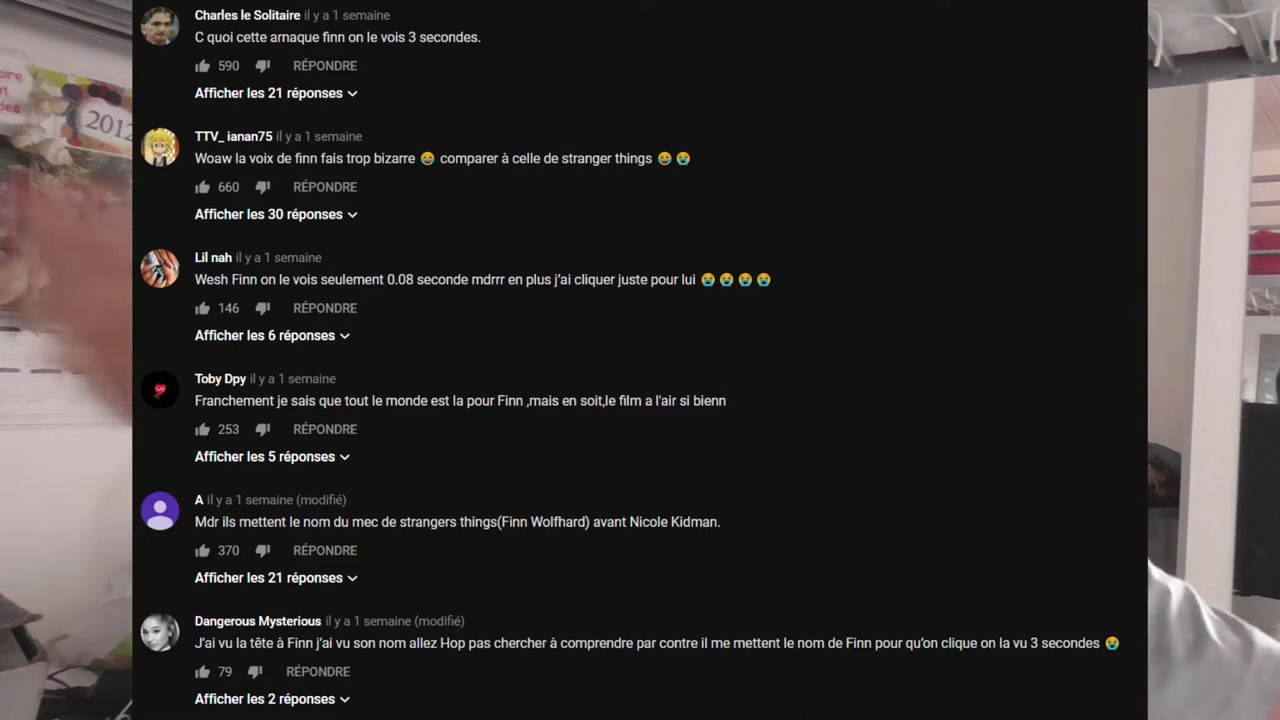 aire
t
des
2012
Charles le Solitaire il y a 1 semaine
C quoi cette arnaque finn on le vois 3 secondes.
590 RÉPONDRE
Afficher les 21 réponses
TTV_ ianan75 il y a 1 semaine
Woaw la voix de finn fais trop bizarre 😂 comparer à celle de stranger things 😂 😭
660 RÉPONDRE
Afficher les 30 réponses
Lil nah il y a 1 semaine
Wesh Finn on le vois seulement 0.08 seconde mdrrr en plus j'ai cliquer juste pour lui 😭 😭 😭 😭
146 RÉPONDRE
Afficher les 6 réponses
Toby Dpy il y a 1 semaine
Franchement je sais que tout le monde est la pour Finn ,mais en soit,le film a l'air si bienn
253 RÉPONDRE
Afficher les 5 réponses
A il y a 1 semaine (modifié)
Mdr ils mettent le nom du mec de strangers things(Finn Wolfhard) avant Nicole Kidman.
370 RÉPONDRE
Afficher les 21 réponses
Dangerous Mysterious il y a 1 semaine (modifié)
J'ai vu la tête à Finn j'ai vu son nom allez Hop pas chercher à comprendre par contre il me mettent le nom de Finn pour qu'on clique on la vu 3 secondes 😭
79 RÉPONDRE
Afficher les 2 réponses